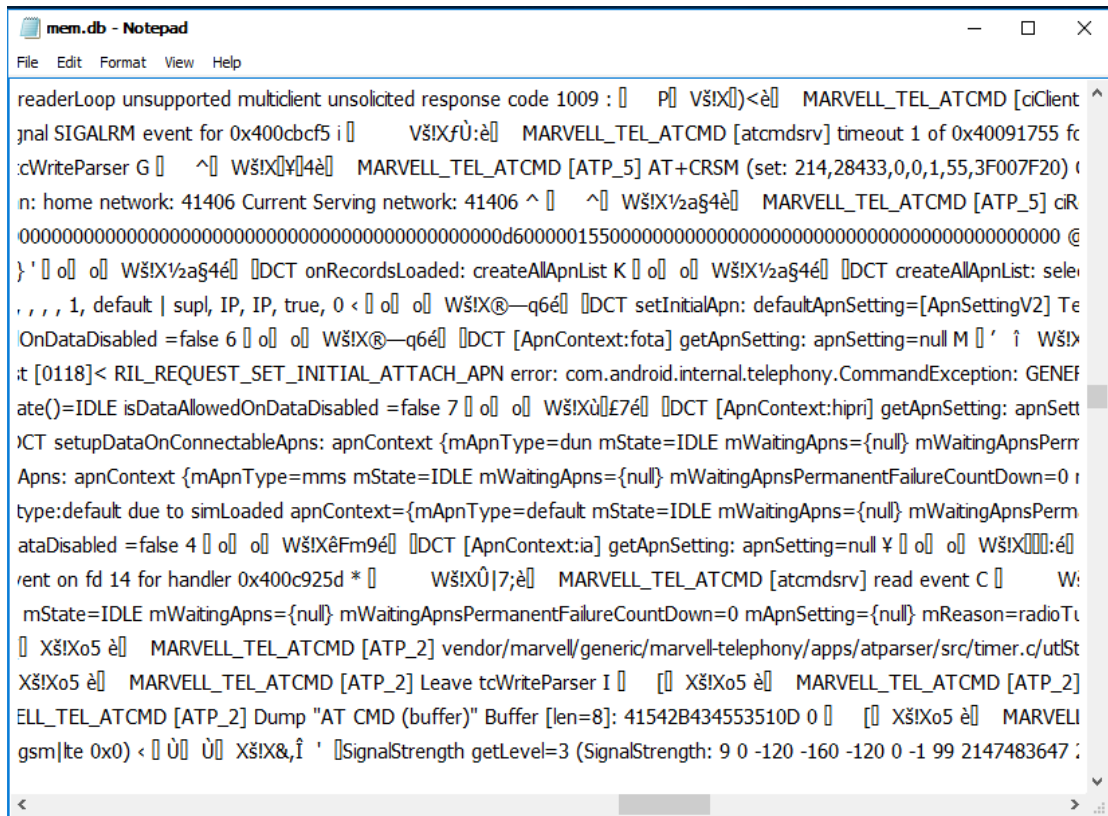 mem.db - Notepad
File Edit Format View Help
readerLoop unsupported multiclient unsolicited response code 1009 : P Vš!X)<è MARVELL_TEL_ATCMD [ciClient
gnal SIGALRM event for 0x400cbcf5 i Vš!XƒÙ:è MARVELL_TEL_ATCMD [atcmdsrv] timeout 1 of 0x40091755 fo
tcWriteParser G ^ Wš!X¥4è MARVELL_TEL_ATCMD [ATP_5] AT+CRSM (set: 214,28433,0,0,1,55,3F007F20)
n: home network: 41406 Current Serving network: 41406 ^ ^ Wš!X½a§4è MARVELL_TEL_ATCMD [ATP_5] ciR
d6000001550000000000000000000000000000000000000000 @
}' o o Wš!X½a§4é DCT onRecordsLoaded: createAllApnList K o o Wš!X½a§4é DCT createAllApnList: sele
, , , , 1, default | supl, IP, IP, true, 0 < o o Wš!X®—q6é DCT setInitialApn: defaultApnSetting=[ApnSettingV2] Te
OnDataDisabled =false 6 o o Wš!X®—q6é DCT [ApnContext:fota] getApnSetting: apnSetting=null M ′ î Wš!X
st [0118]< RIL_REQUEST_SET_INITIAL_ATTACH_APN error: com.android.internal.telephony.CommandException: GENER
ate()=IDLE isDataAllowedOnDataDisabled =false 7 o o Wš!Xù£7é DCT [ApnContext:hipri] getApnSetting: apnSett
DCT setupDataOnConnectableApns: apnContext {mApnType=dun mState=IDLE mWaitingApns={null} mWaitingApnsPerm
Apns: apnContext {mApnType=mms mState=IDLE mWaitingApns={null} mWaitingApnsPermanentFailureCountDown=0
type:default due to simLoaded apnContext={mApnType=default mState=IDLE mWaitingApns={null} mWaitingApnsPerm
ataDisabled =false 4 o o Wš!XêFm9é DCT [ApnContext:ia] getApnSetting: apnSetting=null ¥ o o Wš!X:é
vent on fd 14 for handler 0x400c925d * Wš!XÛ|7;è MARVELL_TEL_ATCMD [atcmdsrv] read event C Wš
mState=IDLE mWaitingApns={null} mWaitingApnsPermanentFailureCountDown=0 mApnSetting={null} mReason=radioTu
Xš!Xo5 è MARVELL_TEL_ATCMD [ATP_2] vendor/marvell/generic/marvell-telephony/apps/atparser/src/timer.c/utlSt
Xš!Xo5 è MARVELL_TEL_ATCMD [ATP_2] Leave tcWriteParser I [ Xš!Xo5 è MARVELL_TEL_ATCMD [ATP_2]
ELL_TEL_ATCMD [ATP_2] Dump "AT CMD (buffer)" Buffer [len=8]: 41542B434553510D 0 [ Xš!Xo5 è MARVELL
gsm|lte 0x0) < Ù Ù Xš!X&,Î ' SignalStrength getLevel=3 (SignalStrength: 9 0 -120 -160 -120 0 -1 99 2147483647